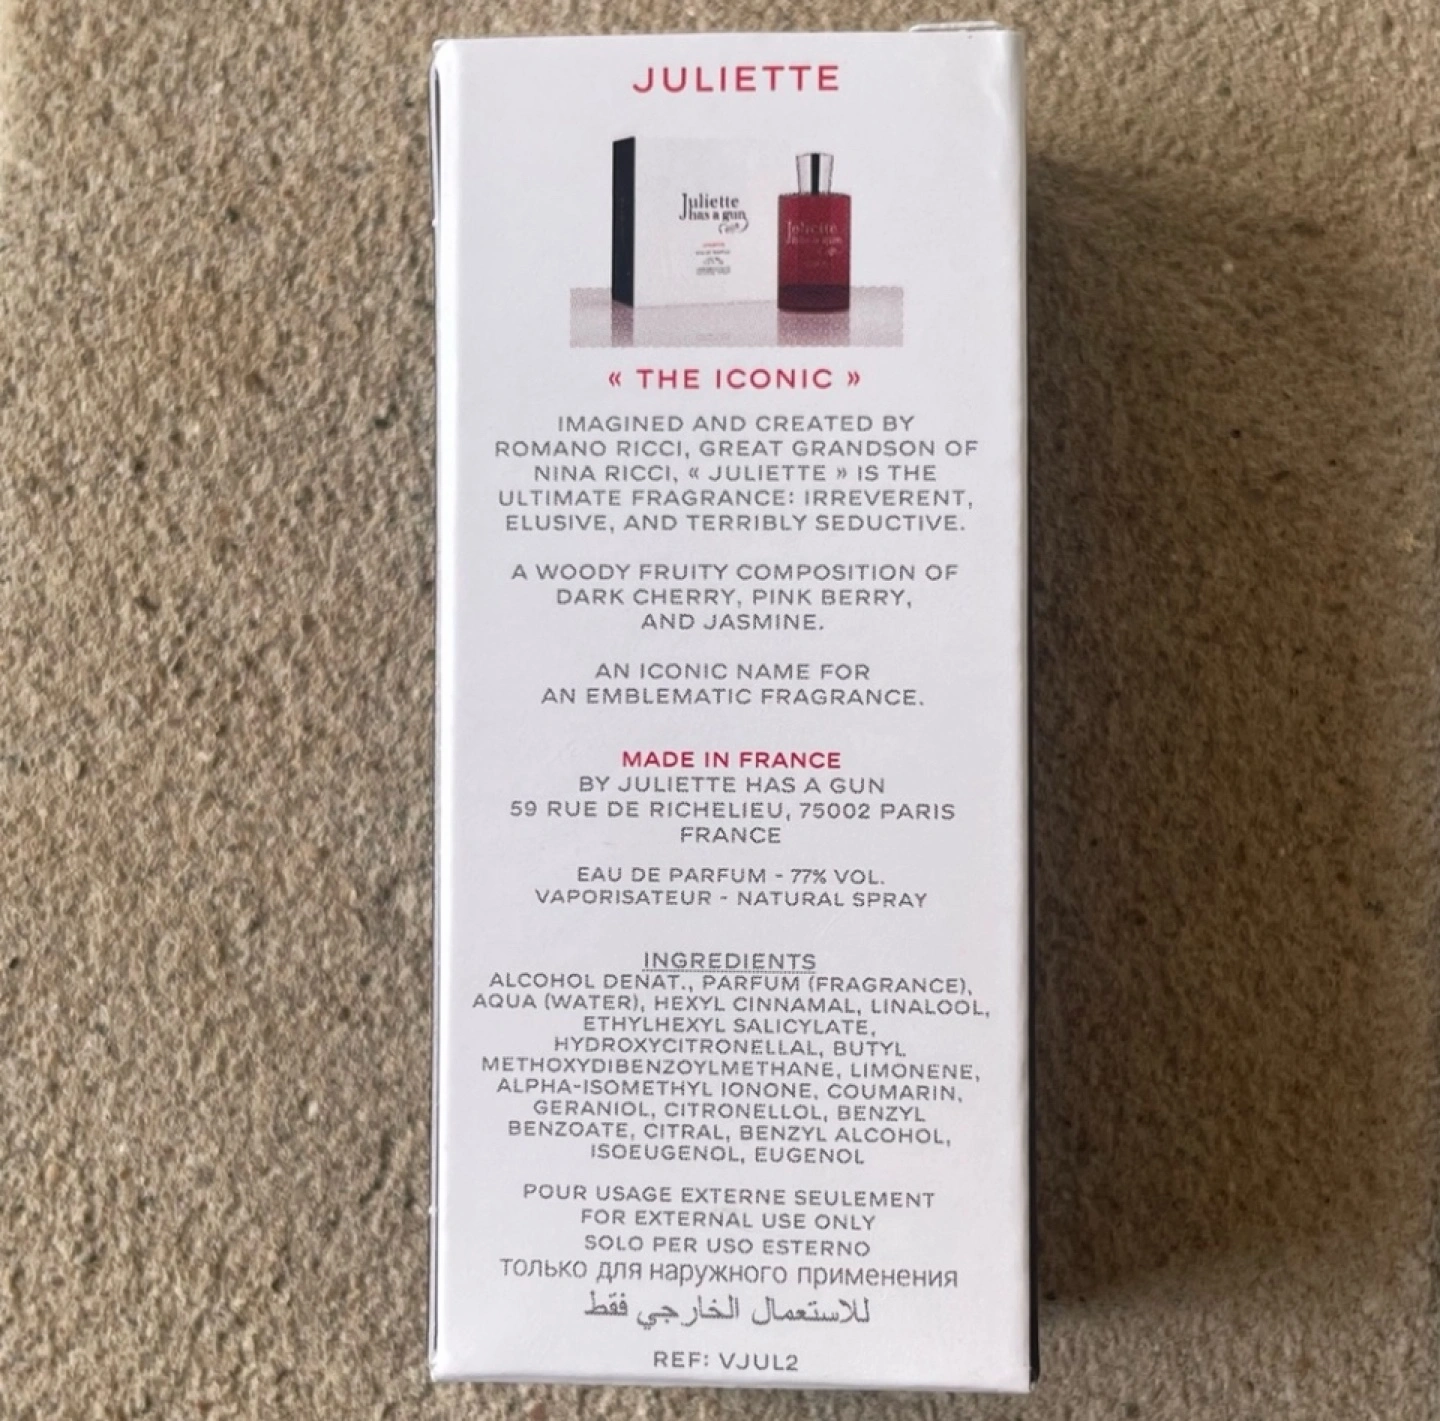 JULIETTE
Juliette
has a gun
Juliette
has a gun
« THE ICONIC »
IMAGINED AND CREATED BY
ROMANO RICCI, GREAT GRANDSON OF
NINA RICCI, « JULIETTE » IS THE
ULTIMATE FRAGRANCE: IRREVERENT,
ELUSIVE, AND TERRIBLY SEDUCTIVE.
A WOODY FRUITY COMPOSITION OF
DARK CHERRY, PINK BERRY,
AND JASMINE.
AN ICONIC NAME FOR
AN EMBLEMATIC FRAGRANCE.
MADE IN FRANCE
BY JULIETTE HAS A GUN
59 RUE DE RICHELIEU, 75002 PARIS
FRANCE
EAU DE PARFUM - 77% VOL.
VAPORISATEUR - NATURAL SPRAY
INGREDIENTS
ALCOHOL DENAT., PARFUM (FRAGRANCE),
AQUA (WATER), HEXYL CINNAMAL, LINALOOL,
ETHYLHEXYL SALICYLATE,
HYDROXYCITRONELLAL, BUTYL
METHOXYDIBENZOYLMETHANE, LIMONENE,
ALPHA-ISOMETHYL IONONE, COUMARIN,
GERANIOL, CITRONELLOL, BENZYL
BENZOATE, CITRAL, BENZYL ALCOHOL,
ISOEUGENOL, EUGENOL
POUR USAGE EXTERNE SEULEMENT
FOR EXTERNAL USE ONLY
SOLO PER USO ESTERNO
только для наружного применения
للاستعمال الخارجي فقط
REF: VJUL2